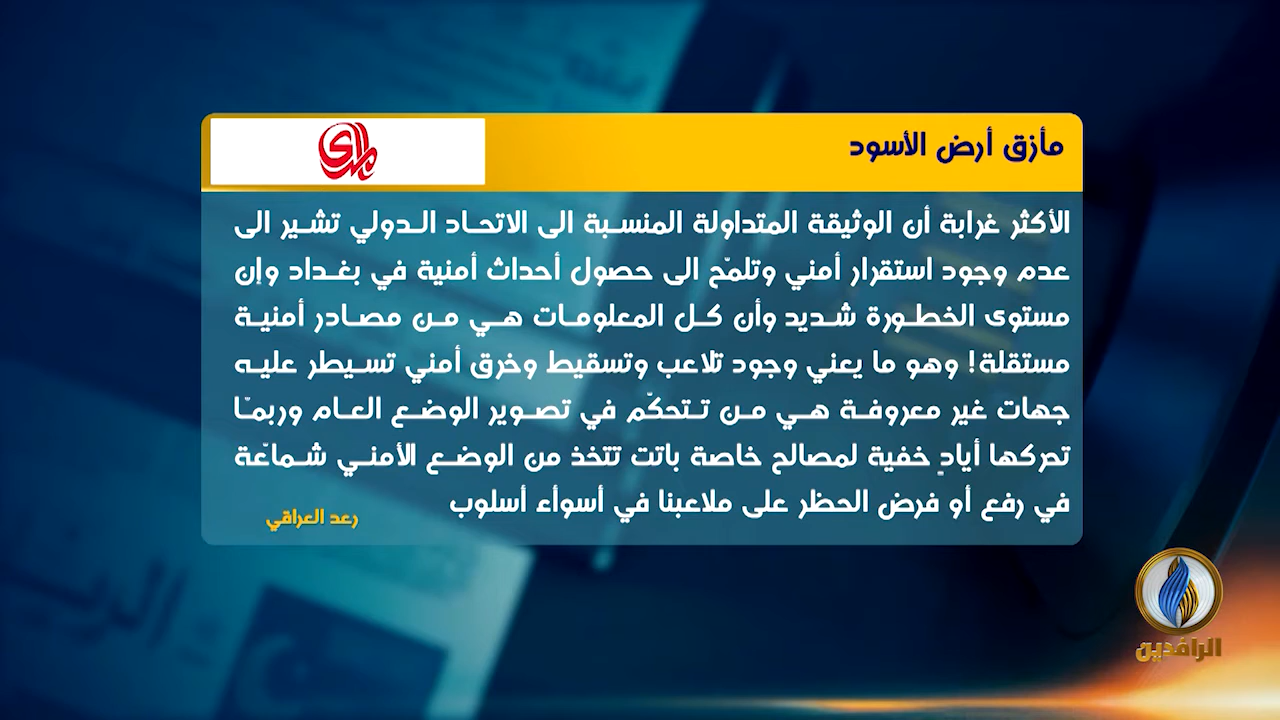 مأزق أرض الأسود
المدى
الأكثر غرابة أن الوثيقة المتداولة المنسبة الى الاتحاد الدولي تشير الى
عدم وجود استقرار أمني وتلمّح الى حصول أحداث أمنية في بغداد وإن
مستوى الخطورة شديد وأن كل المعلومات هي من مصادر أمنية
مستقلة! وهو ما يعني وجود تلاعب وتسقيط وخرق أمني تسيطر عليه
جهات غير معروفة هي من تتحكّم في تصوير الوضع العام وربمّا
تحركها أيادٍ خفية لمصالح خاصة باتت تتخذ من الوضع الأمني شماعّة
في رفع أو فرض الحظر على ملاعبنا في أسوأء أسلوب
رعد العراقي
الرافدين